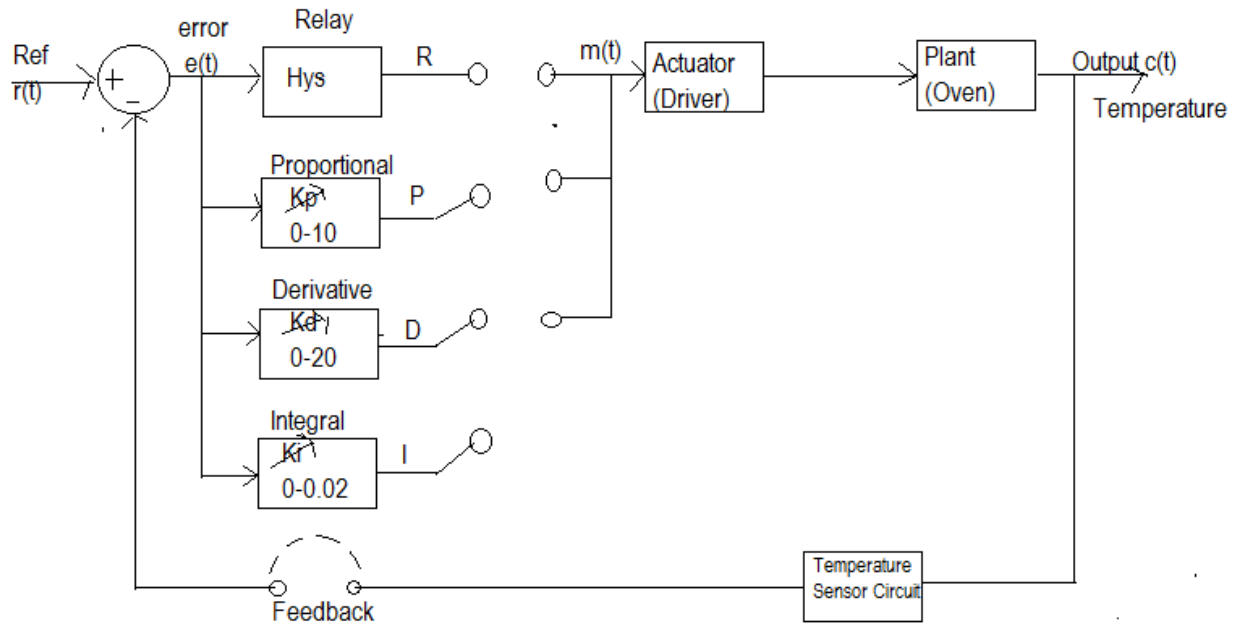 Ref
r(t)
+
−
error
e(t)
Relay
Hys
R
m(t)
Actuator
(Driver)
Plant
(Oven)
Output c(t)
Temperature
Proportional
Kp
0-10
P
Derivative
Kd
0-20
D
Integral
Ki
0-0.02
I
Feedback
Temperature
Sensor Circuit